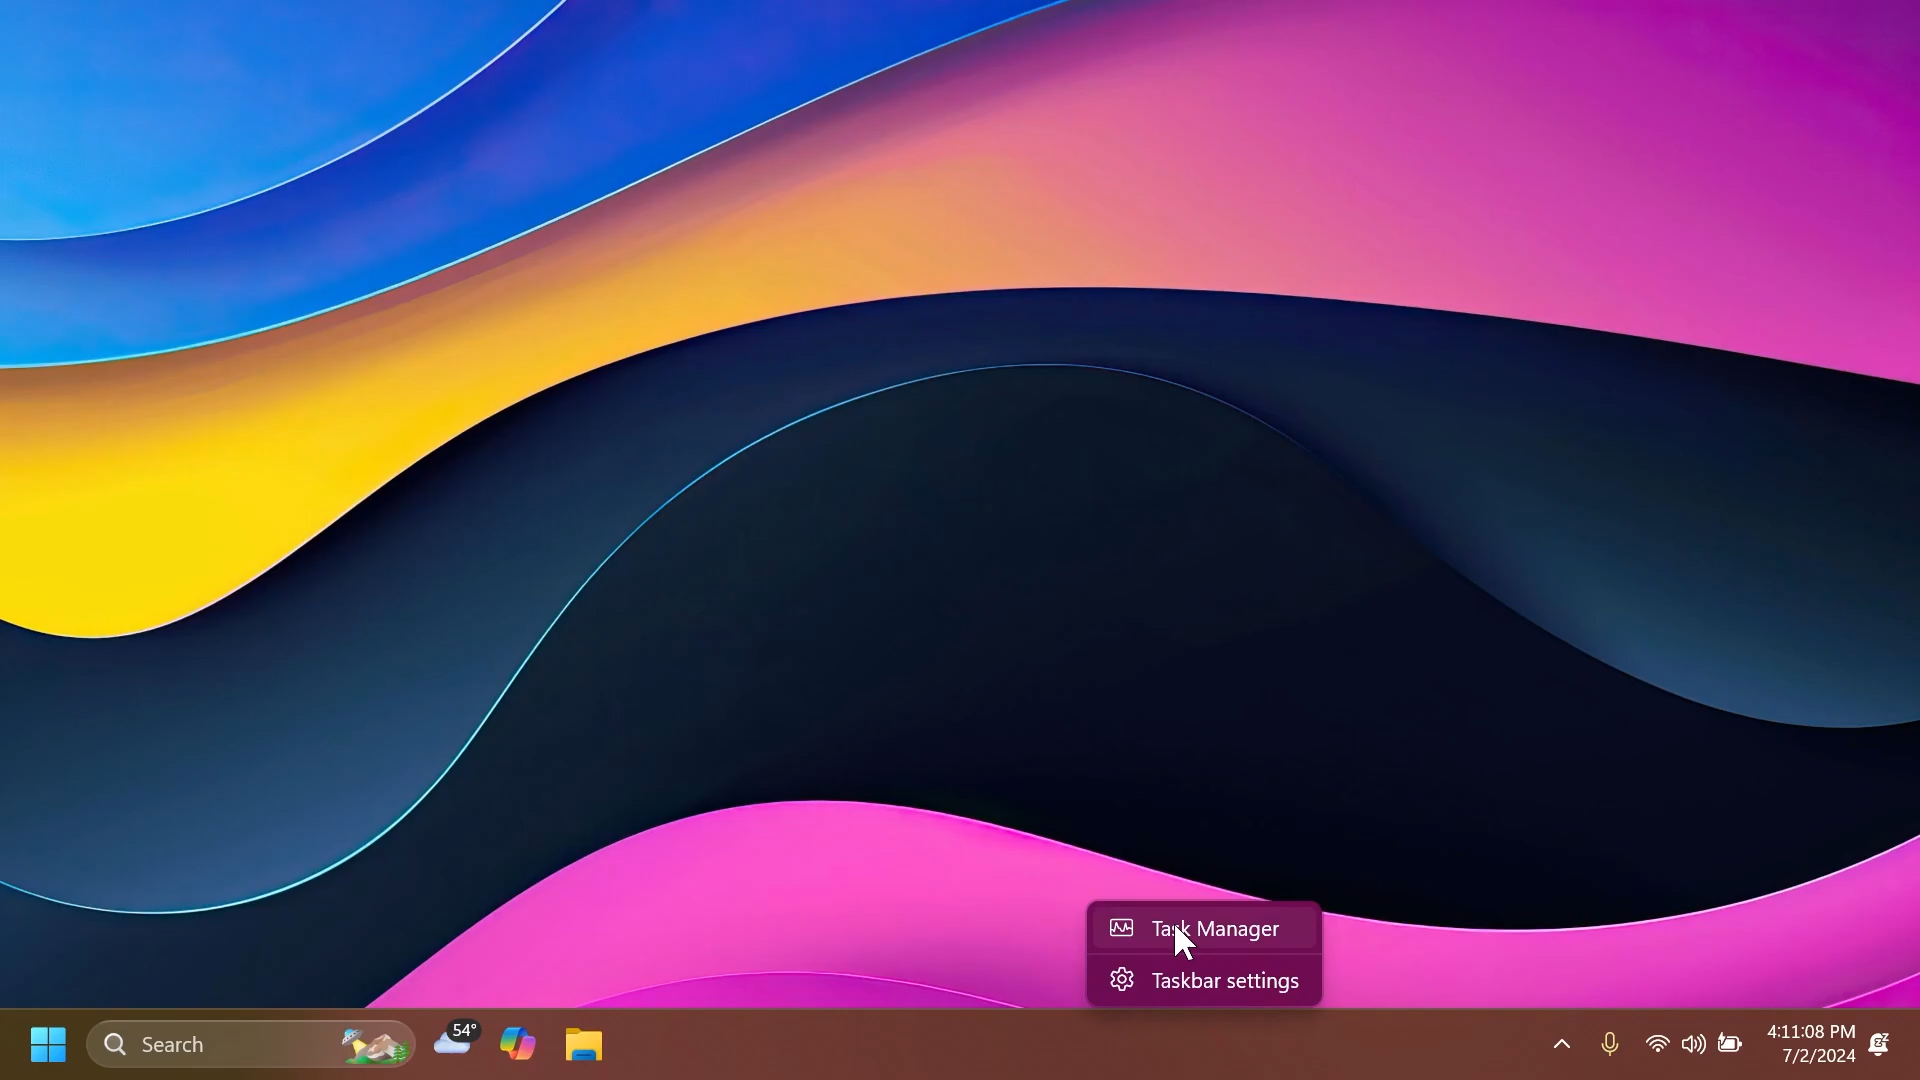 Task Manager
Taskbar settings
Search
54°
4:11:08 PM
7/2/2024